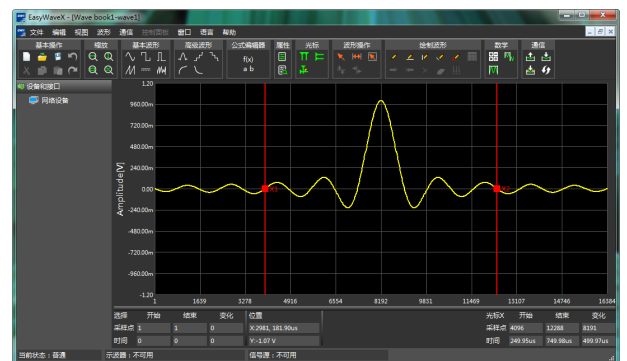 EasyWaveX - [Wave book1-wave1]
文件 编辑 视图 波形 通信 控制面板 窗口 语言 帮助
基本操作 缩放 基本波形 高级波形 公式编辑器 属性 光标 波形操作 绘制波形 数学 通信
f(x)
a b
设备和接口
网络设备
Amplitude[V]
1.20
960.00m
720.00m
480.00m
240.00m
0.00
-240.00m
-480.00m
-720.00m
-960.00m
-1.20
X1 X2
1 1639 3278 4916 6554 8192 9831 11469 13107 14746 16384
选择 开始 结束 变化 位置 光标X 开始 结束 变化
采样点 1 1 0 X:2981, 181.90us 采样点 4096 12288 8191
时间 0 0 0 Y:-1.07 V 时间 249.95us 749.98us 499.97us
当前状态：普通 示波器：不可用 信号源：不可用